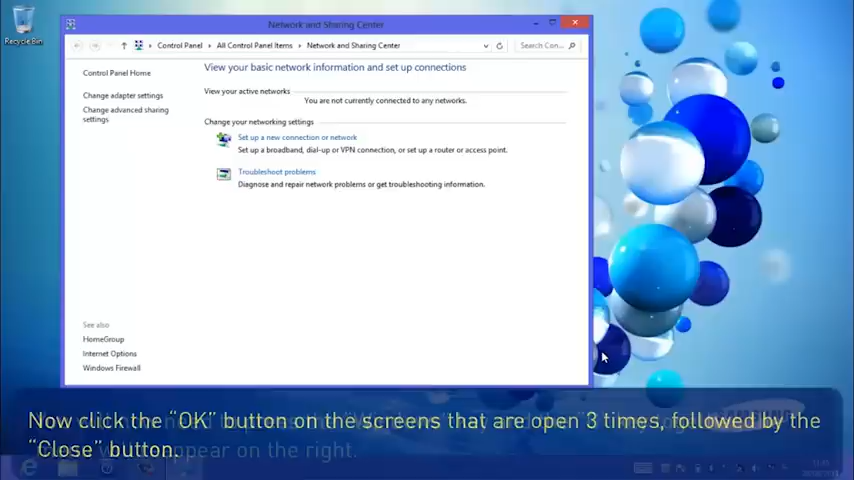 Recycle Bin
Network and Sharing Center
Control Panel › All Control Panel Items › Network and Sharing Center
Search Con...
Control Panel Home
Change adapter settings
Change advanced sharing
settings
View your basic network information and set up connections
View your active networks
You are not currently connected to any networks.
Change your networking settings
Set up a new connection or network
Set up a broadband, dial-up or VPN connection, or set up a router or access point.
Troubleshoot problems
Diagnose and repair network problems or get troubleshooting information.
See also
HomeGroup
Internet Options
Windows Firewall
Now click the “OK” button on the screens that are open 3 times, followed by the
“Close” button.
appear on the right.